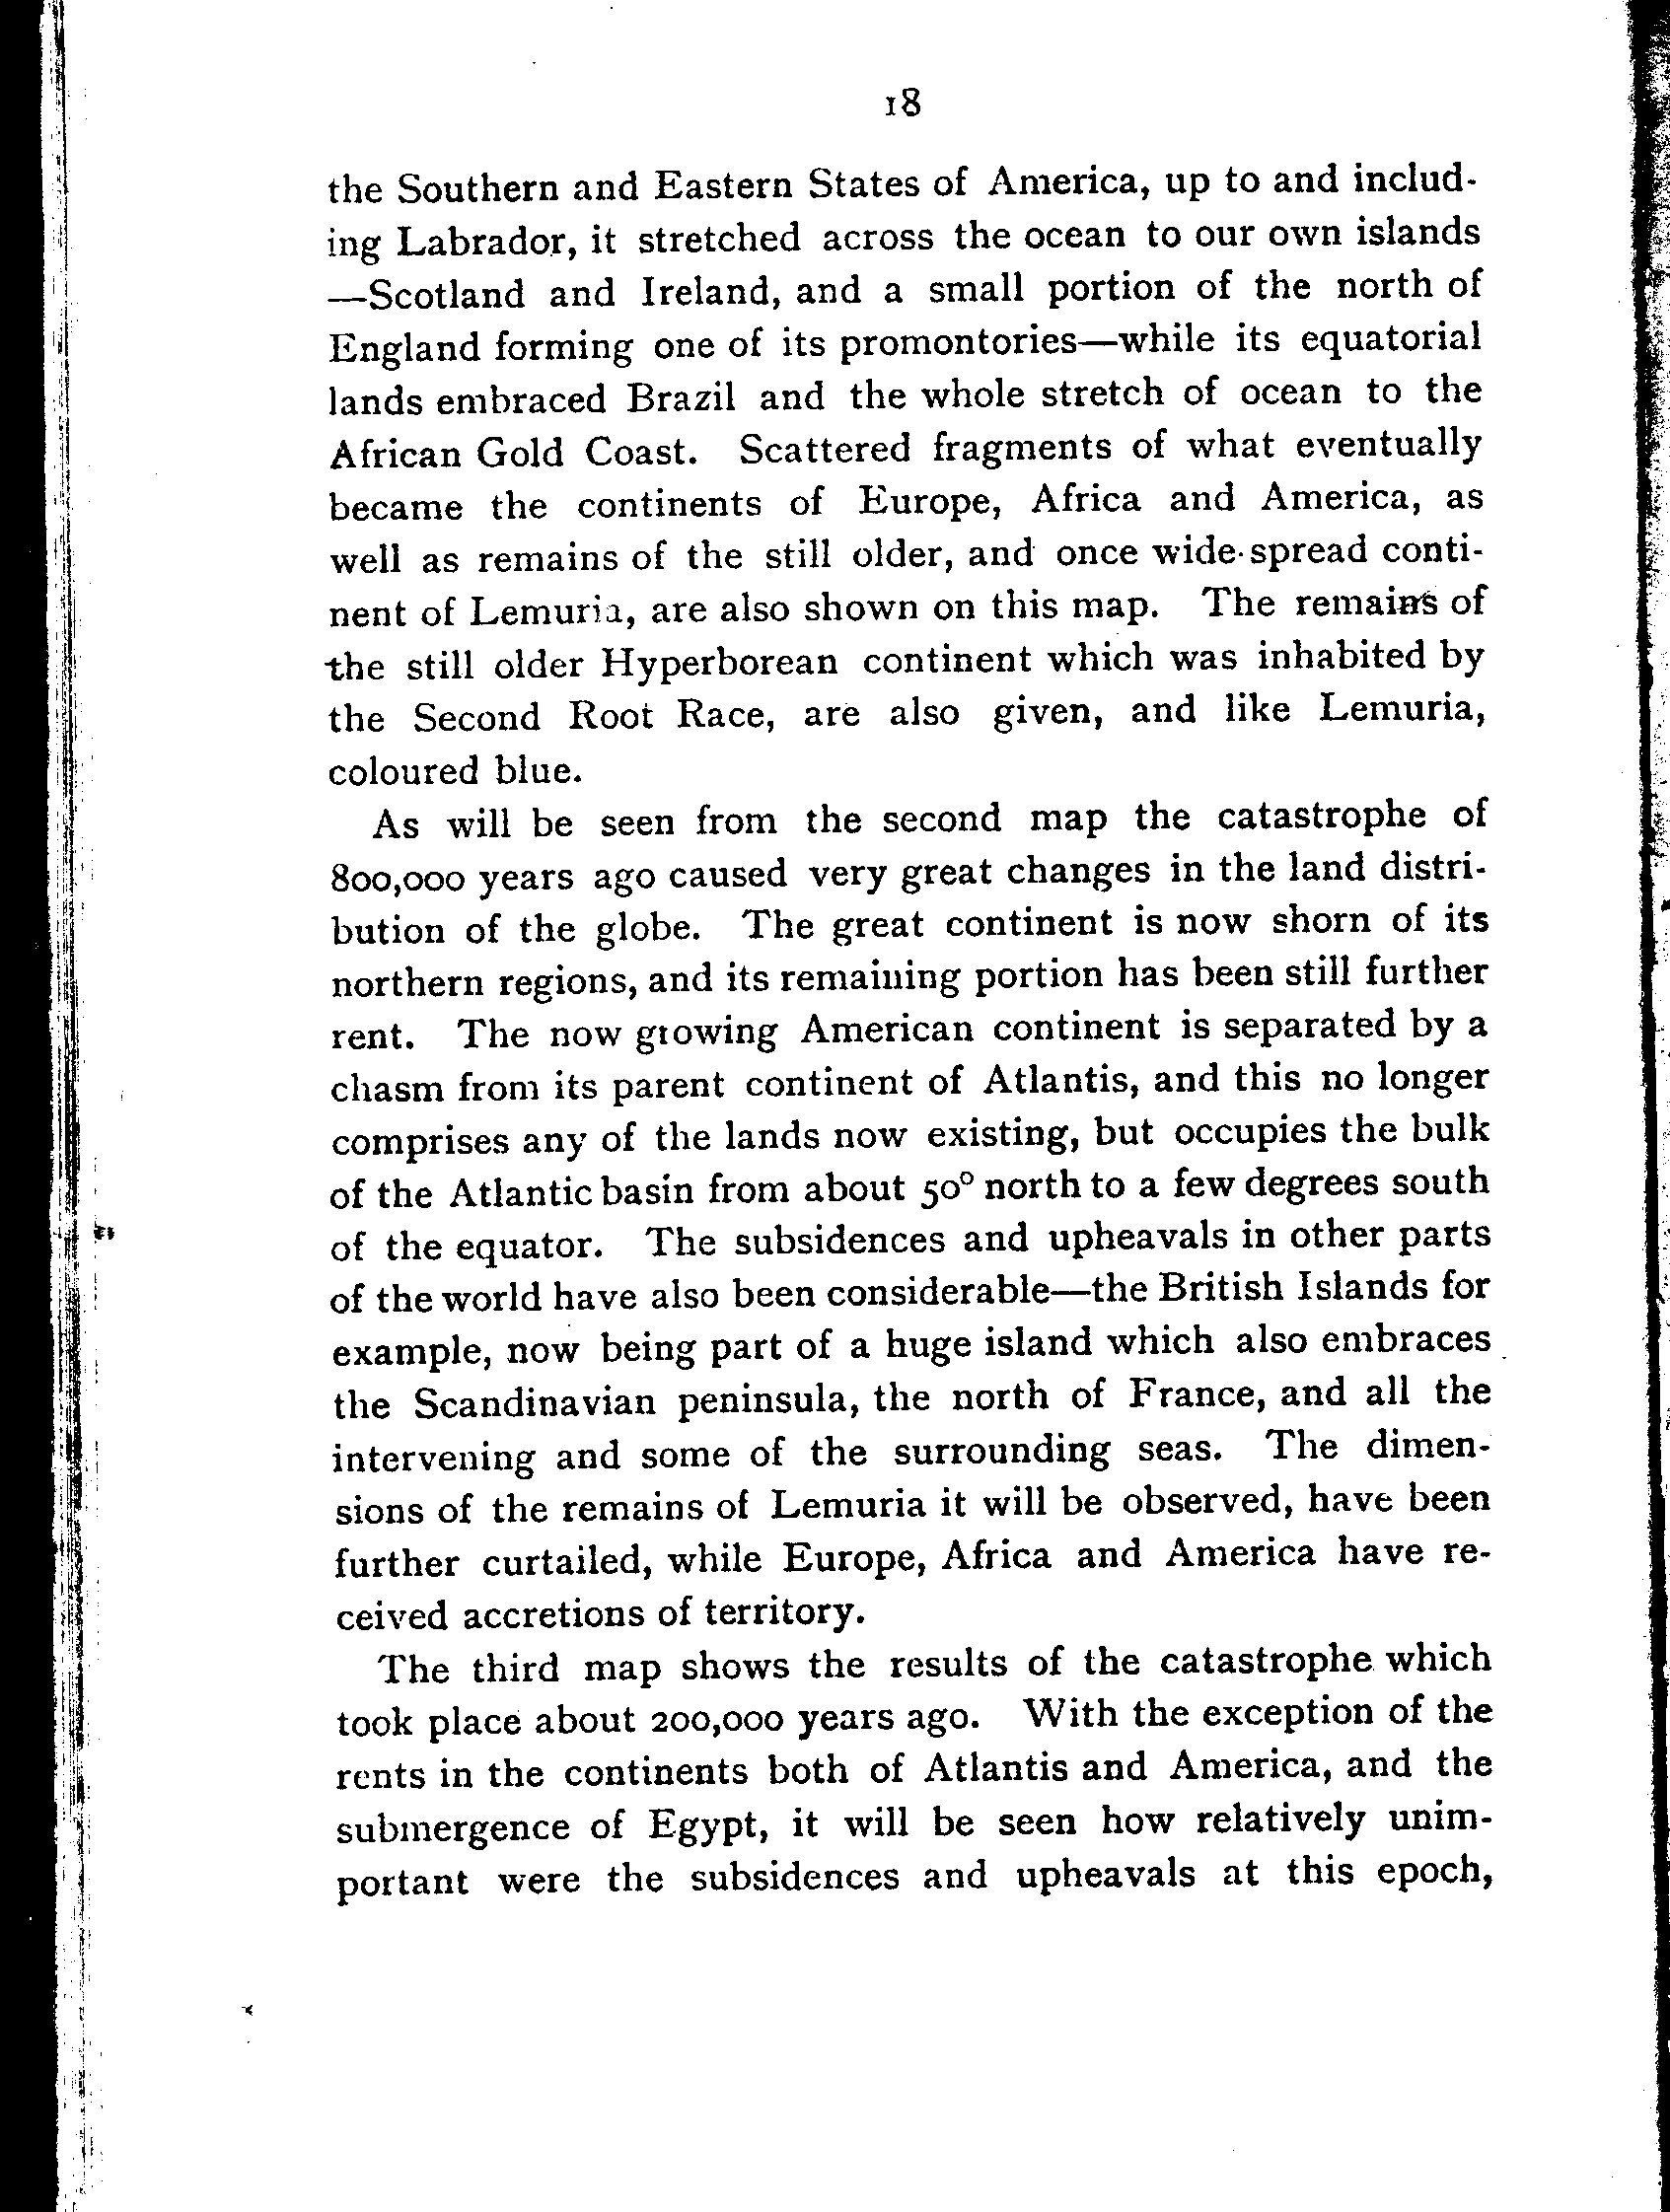 18
the Southern and Eastern States of America, up to and includ-
ing Labrador, it stretched across the ocean to our own islands
—Scotland and Ireland, and a small portion of the north of
England forming one of its promontories—while its equatorial
lands embraced Brazil and the whole stretch of ocean to the
African Gold Coast. Scattered fragments of what eventually
became the continents of Europe, Africa and America, as
well as remains of the still older, and once wide-spread conti-
nent of Lemuria, are also shown on this map. The remains of
the still older Hyperborean continent which was inhabited by
the Second Root Race, are also given, and like Lemuria,
coloured blue.
As will be seen from the second map the catastrophe of
800,000 years ago caused very great changes in the land distri-
bution of the globe. The great continent is now shorn of its
northern regions, and its remaining portion has been still further
rent. The now growing American continent is separated by a
chasm from its parent continent of Atlantis, and this no longer
comprises any of the lands now existing, but occupies the bulk
of the Atlantic basin from about 50° north to a few degrees south
of the equator. The subsidences and upheavals in other parts
of the world have also been considerable—the British Islands for
example, now being part of a huge island which also embraces
the Scandinavian peninsula, the north of France, and all the
intervening and some of the surrounding seas. The dimen-
sions of the remains of Lemuria it will be observed, have been
further curtailed, while Europe, Africa and America have re-
ceived accretions of territory.
The third map shows the results of the catastrophe which
took place about 200,000 years ago. With the exception of the
rents in the continents both of Atlantis and America, and the
submergence of Egypt, it will be seen how relatively unim-
portant were the subsidences and upheavals at this epoch,